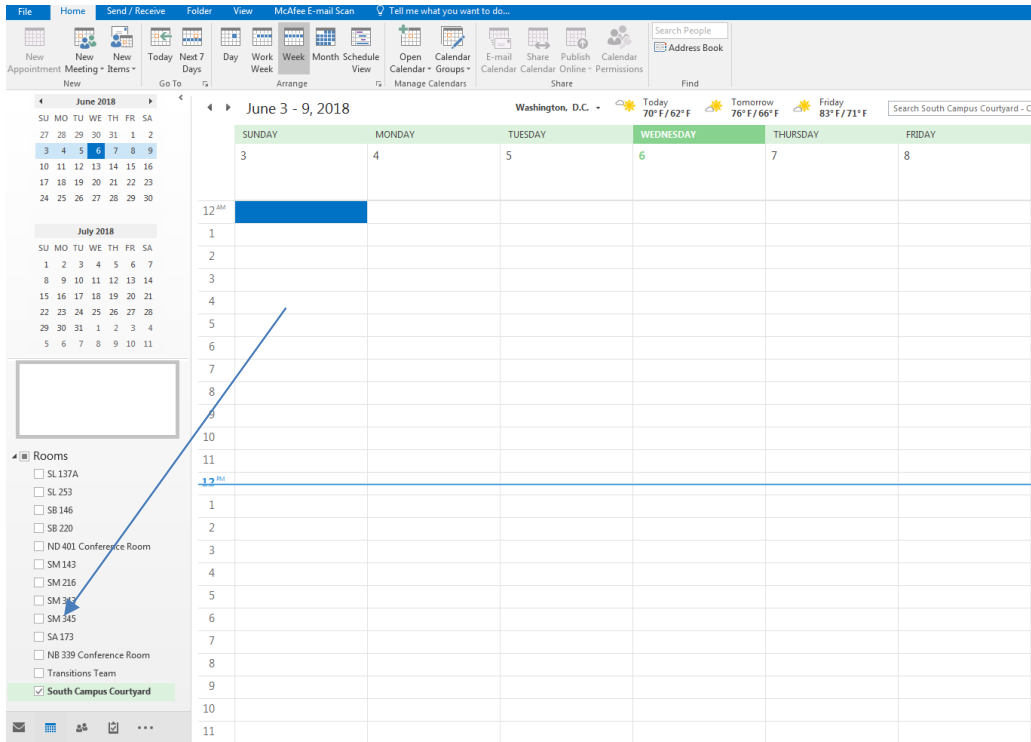 File Home Send / Receive Folder View McAfee E-mail Scan Tell me what you want to do...
New Appointment
New Meeting
New Items
Today
Next 7 Days
Day
Work Week
Week
Month
Schedule View
Open Calendar
Calendar Groups
E-mail Calendar
Share Calendar
Publish Online
Calendar Permissions
Search People
Address Book
New Go To Arrange Manage Calendars Share Find
June 2018
SU MO TU WE TH FR SA
27 28 29 30 31 1 2
3 4 5 6 7 8 9
10 11 12 13 14 15 16
17 18 19 20 21 22 23
24 25 26 27 28 29 30
July 2018
SU MO TU WE TH FR SA
1 2 3 4 5 6 7
8 9 10 11 12 13 14
15 16 17 18 19 20 21
22 23 24 25 26 27 28
29 30 31 1 2 3 4
5 6 7 8 9 10 11
Rooms
SL 137A
SL 253
SB 146
SB 220
ND 401 Conference Room
SM 143
SM 216
SM 343
SM 345
SA 173
NB 339 Conference Room
Transitions Team
South Campus Courtyard
June 3 - 9, 2018
Washington, D.C.
Today
70° F / 62° F
Tomorrow
76° F / 66° F
Friday
83° F / 71° F
Search South Campus Courtyard - C
SUNDAY MONDAY TUESDAY WEDNESDAY THURSDAY FRIDAY
3 4 5 6 7 8
12 AM
1
2
3
4
5
6
7
8
9
10
11
12 PM
1
2
3
4
5
6
7
8
9
10
11